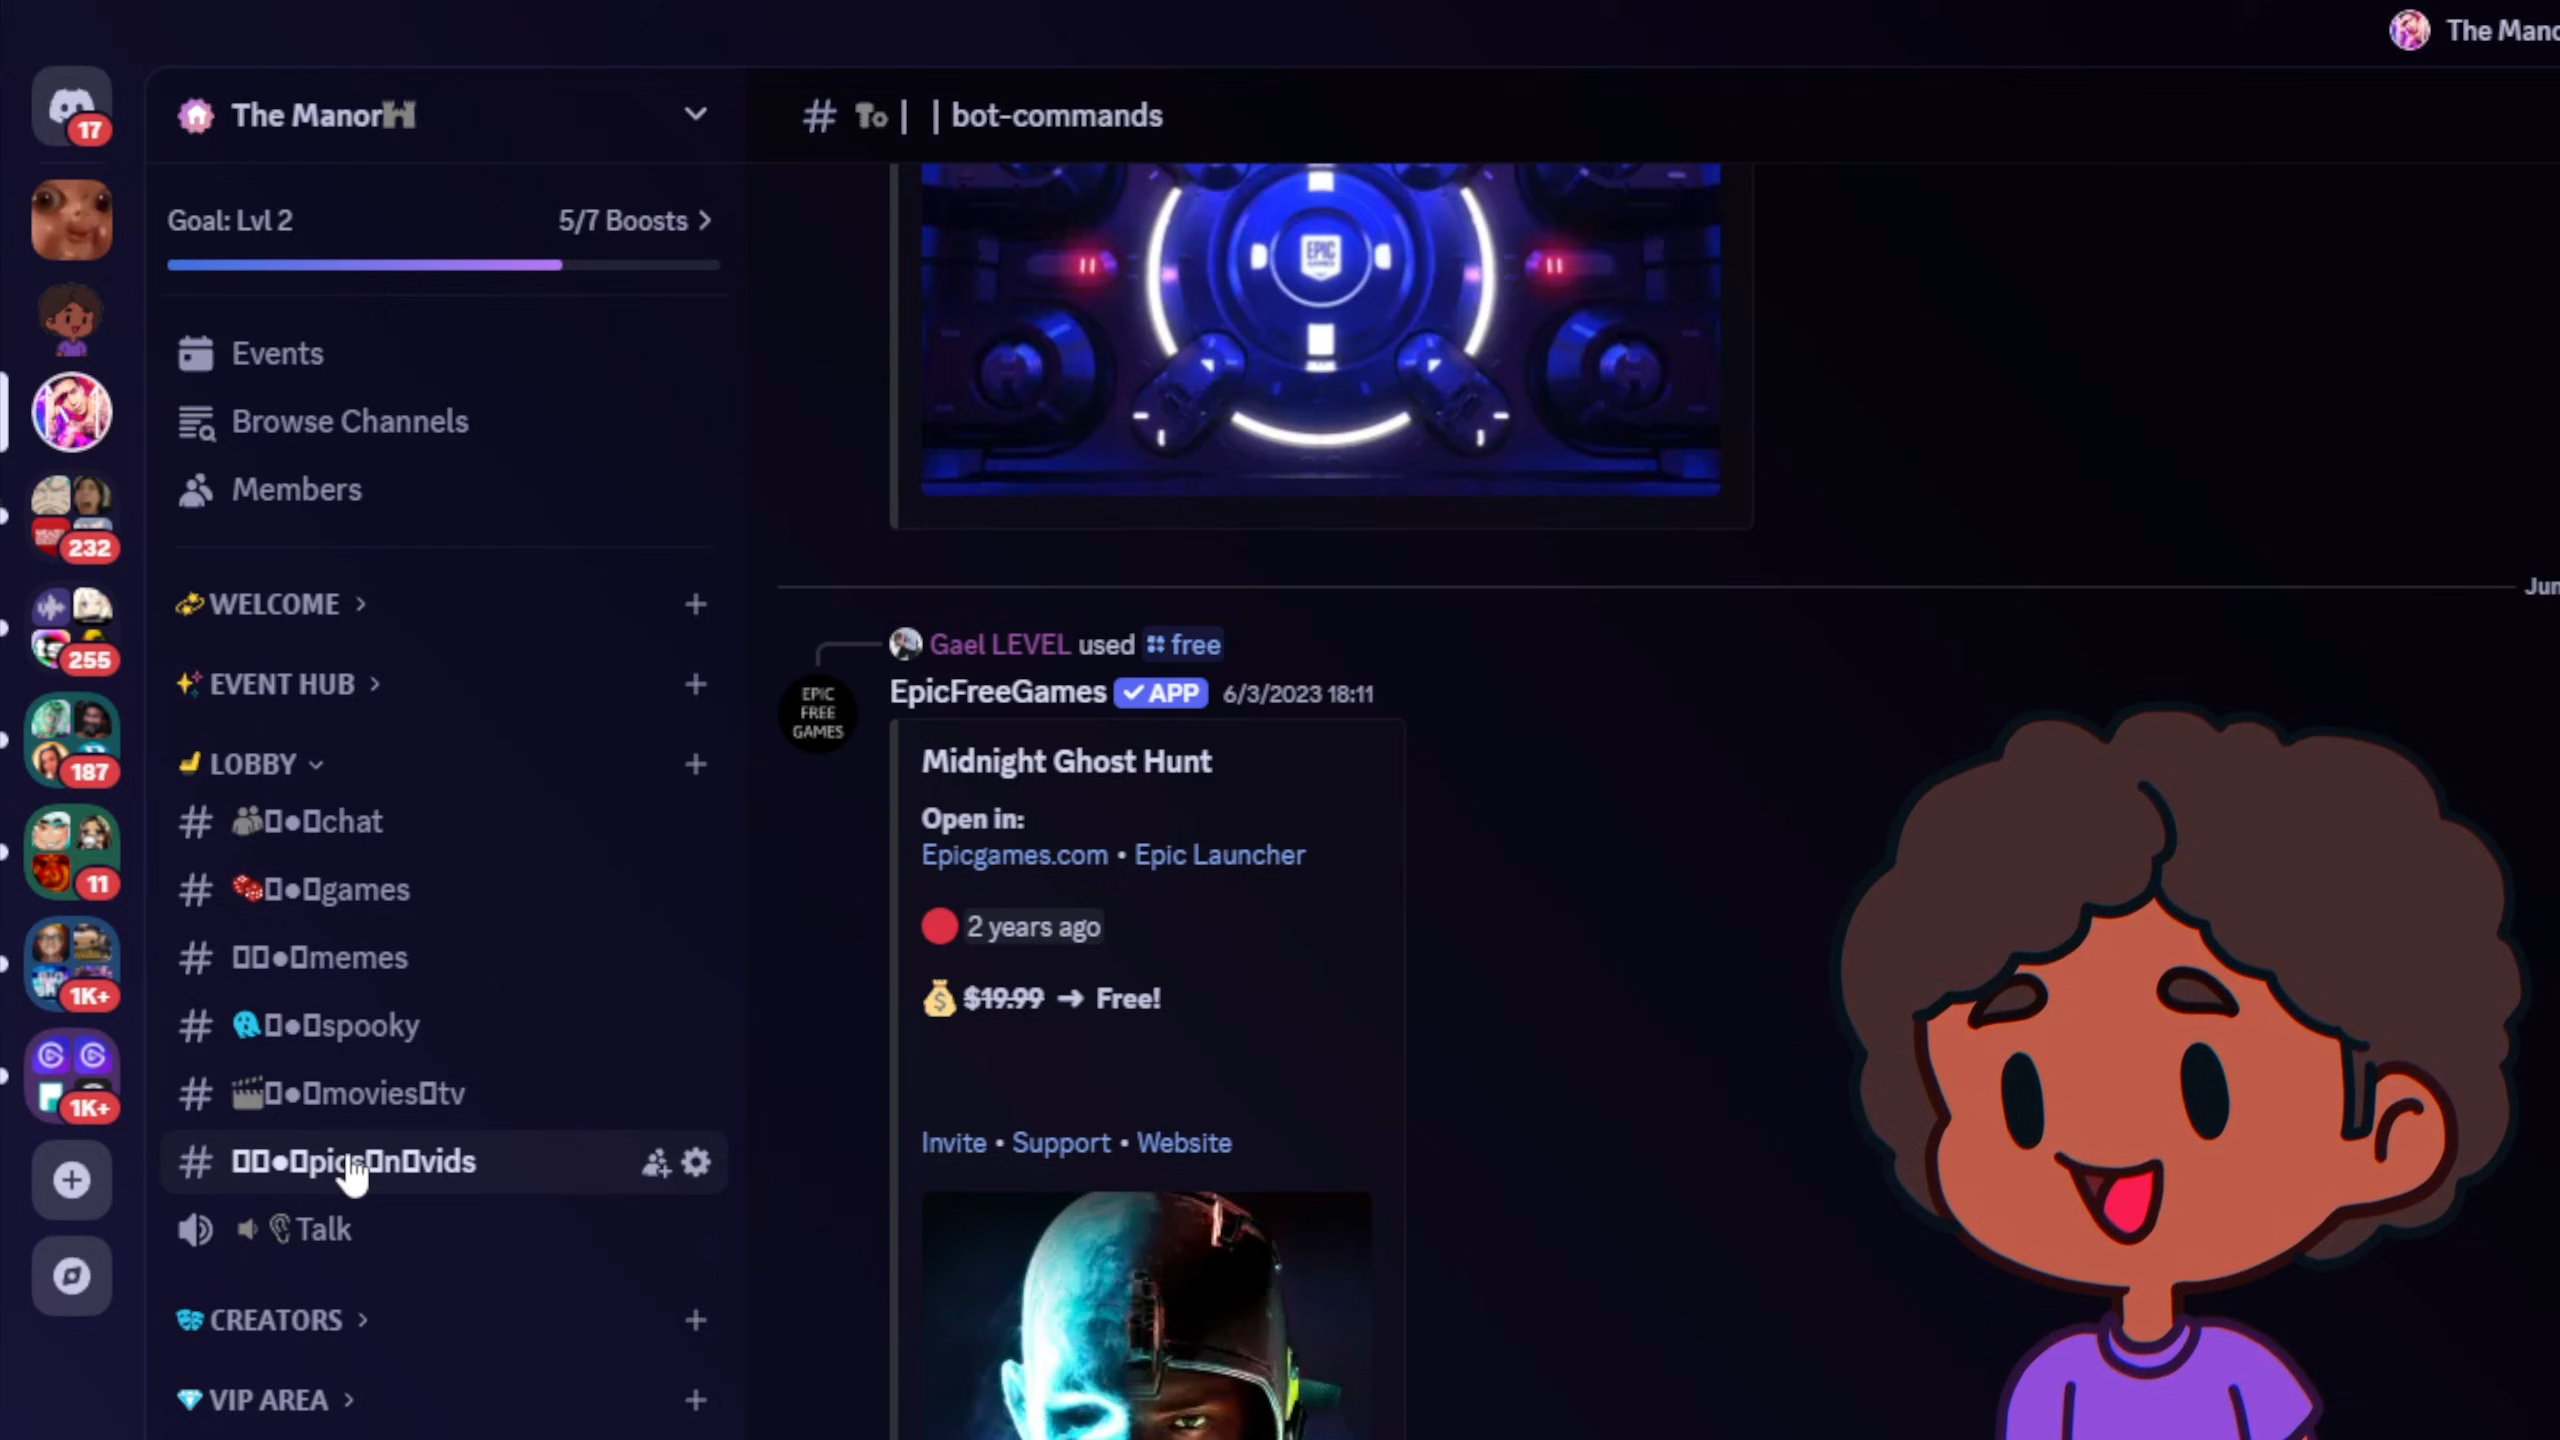 The Mano
17
The Manor
# To | | bot-commands
Goal: Lvl 2
5/7 Boosts
EPIC GAMES
Events
Browse Channels
Members
232
WELCOME
Jun
255
Gael LEVEL used free
EpicFreeGames APP 6/3/2023 18:11
EPIC
FREE
GAMES
EVENT HUB
187
LOBBY
Midnight Ghost Hunt
Open in:
Epicgames.com • Epic Launcher
# chat
11
# games
2 years ago
# memes
$19.99 → Free!
1K+
# spooky
# movies tv
1K+
Invite • Support • Website
# pics n vids
Talk
CREATORS
VIP AREA